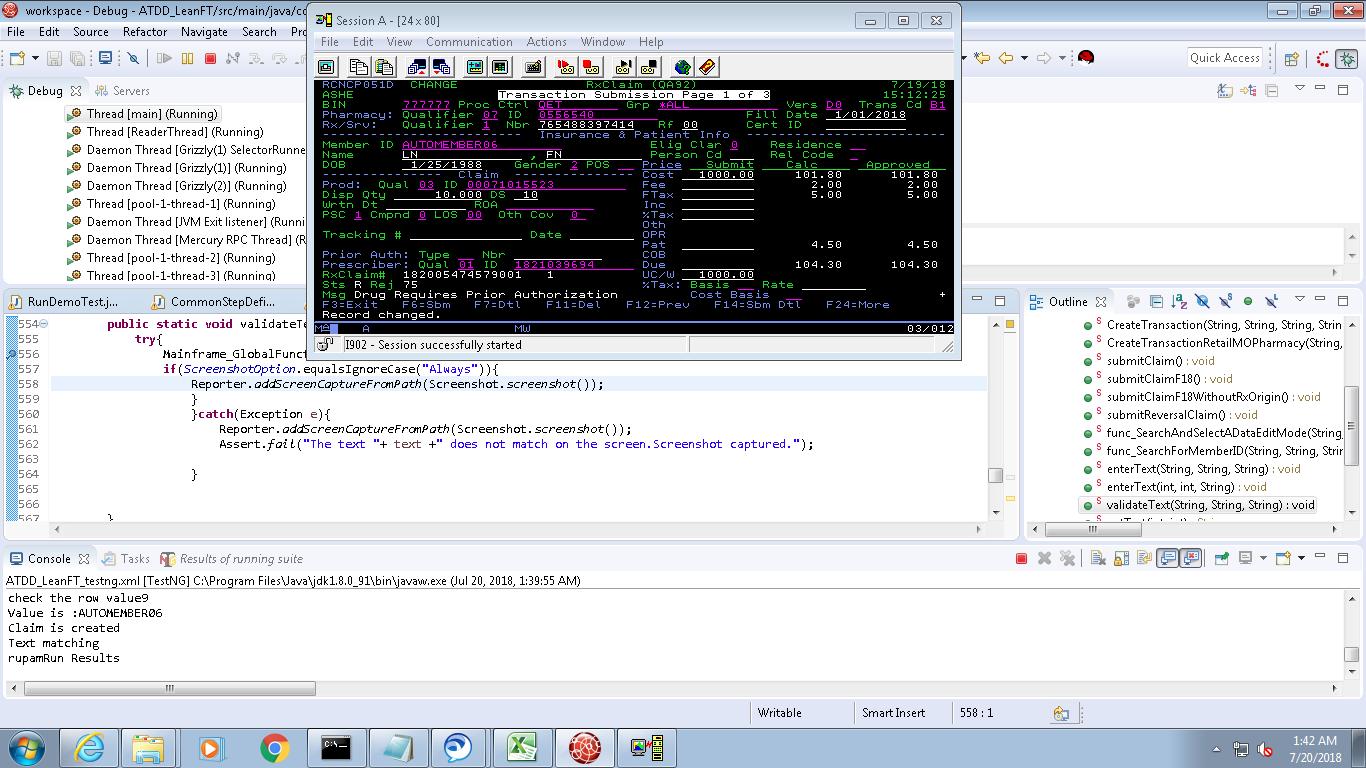 workspace - Debug - ATDD_LeanFT/src/main/java/co
File Edit Source Refactor Navigate Search
Quick Access
Debug Servers
Thread [main] (Running)
Thread [ReaderThread] (Running)
Daemon Thread [Grizzly(1) SelectorRunne
Daemon Thread [Grizzly(1)] (Running)
Daemon Thread [Grizzly(2)] (Running)
Thread [pool-1-thread-1] (Running)
Daemon Thread [JVM Exit listener] (Runni
Daemon Thread [Mercury RPC Thread] (R
Thread [pool-1-thread-2] (Running)
Thread [pool-1-thread-3] (Running)
Session A - [24 x 80]
File Edit View Communication Actions Window Help
RCNCP051D CHANGE RxClaim (QA92) 7/19/18
ASHE Transaction Submission Page 1 of 3 15:12:25
BIN 777777 Proc Ctrl QET Grp *ALL Vers D0 Trans Cd B1
Pharmacy: Qualifier 07 ID 0556540 Fill Date 1/01/2018
Rx/Srv: Qualifier 1 Nbr 765488397414 Rf 00 Cert ID
Insurance & Patient Info
Member ID AUTOMEMBER06 Elig Clar 0 Residence
Name LN , FN Person Cd Rel Code
DOB 1/25/1988 Gender 2 POS Price Submit Calc Approved
Claim Cost 1000.00 101.80 101.80
Prod: Qual 03 ID 00071015523 Fee 2.00 2.00
Disp Qty 10.000 DS 10 FTax 5.00 5.00
Wrtn Dt ROA Inc
PSC 1 Cmpnd 0 LOS 00 Oth Cov 0 %Tax
Oth
Tracking # Date OPR
Pat 4.50 4.50
Prior Auth: Type Nbr COB
Prescriber: Qual 01 ID 1821039694 Due 104.30 104.30
RxClaim# 182005474579001 1 UC/W 1000.00
Sts R Rej 75 %Tax: Basis Rate
Msg Drug Requires Prior Authorization Cost Basis +
F3=Exit F6=Sbm F7=Dtl F11=Del F12=Prev F14=Sbm Dtl F24=More
Record changed.
MA A MW 03/012
I902 - Session successfully started
RunDemoTest.j... CommonStepDefi...
554 public static void validateTe
555 try{
556 Mainframe_GlobalFunct
557 if(ScreenshotOption.equalsIgnoreCase("Always")){
558 Reporter.addScreenCaptureFromPath(Screenshot.screenshot());
559 }
560 }catch(Exception e){
561 Reporter.addScreenCaptureFromPath(Screenshot.screenshot());
562 Assert.fail("The text "+ text +" does not match on the screen.Screenshot captured.");
563
564 }
565
566
567 }
Outline
CreateTransaction(String, String, String, Strin
CreateTransactionRetailMOPharmacy(String,
submitClaim() : void
submitClaimF18() : void
submitClaimF18WithoutRxOrigin() : void
submitReversalClaim() : void
func_SearchAndSelectADataEditMode(String,
func_SearchForMemberID(String, String, Strin
enterText(String, String, String) : void
enterText(int, int, String) : void
validateText(String, String, String) : void
Console Tasks Results of running suite
ATDD_LeanFT_testng.xml [TestNG] C:\Program Files\Java\jdk1.8.0_91\bin\javaw.exe (Jul 20, 2018, 1:39:55 AM)
check the row value9
Value is :AUTOMEMBER06
Claim is created
Text matching
rupamRun Results
Writable Smart Insert 558 : 1
1:42 AM
7/20/2018